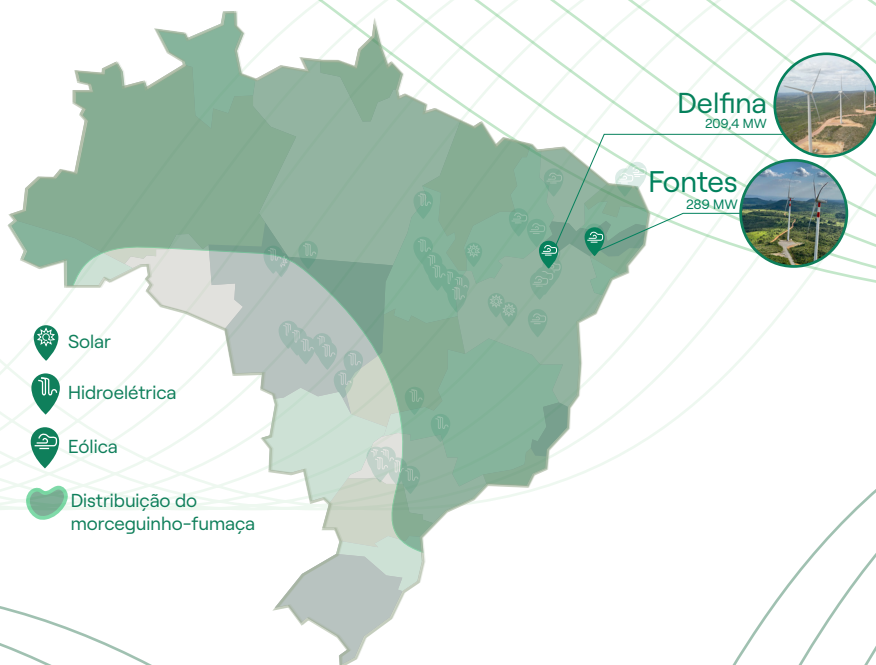 Delfina
209,4 MW
Fontes
289 MW
Solar
Hidroelétrica
Eólica
Distribuição do
morceguinho-fumaça